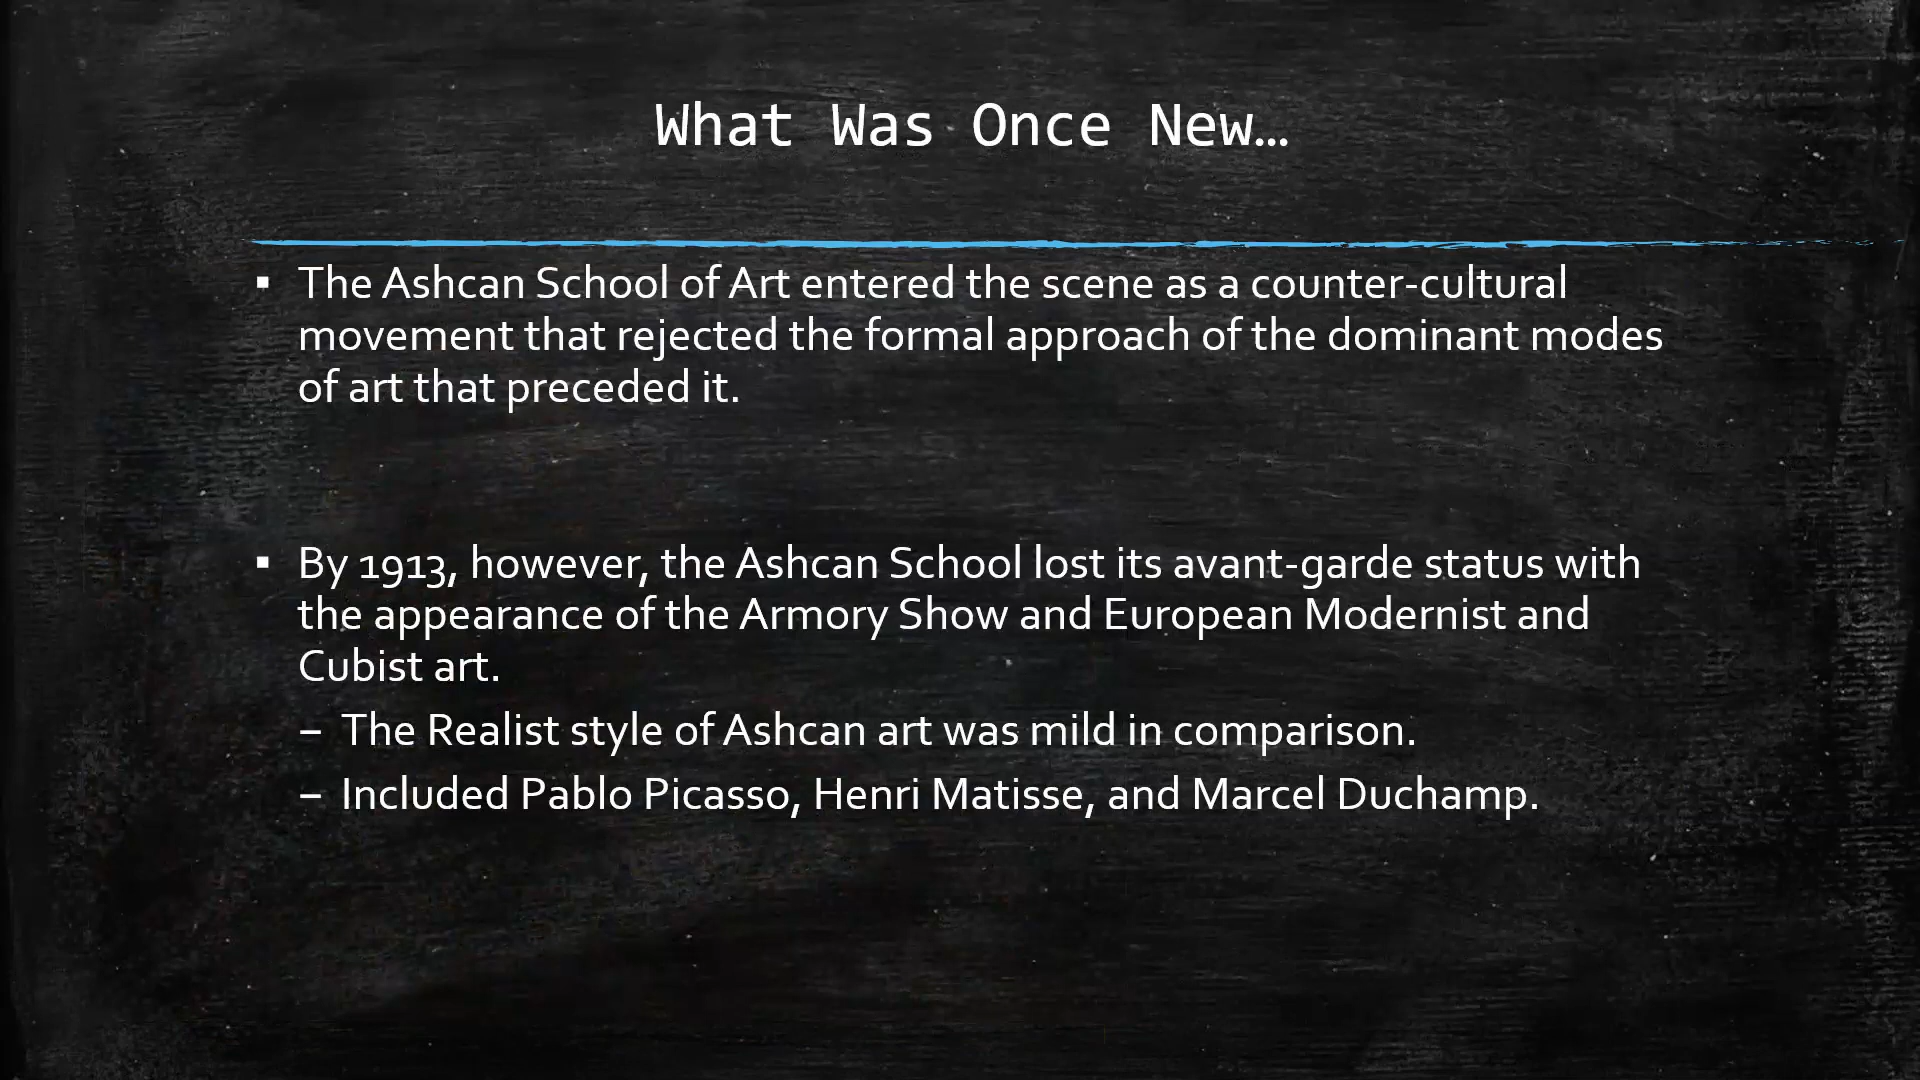 What Was Once New…
▪ The Ashcan School of Art entered the scene as a counter-cultural
movement that rejected the formal approach of the dominant modes
of art that preceded it.
▪ By 1913, however, the Ashcan School lost its avant-garde status with
the appearance of the Armory Show and European Modernist and
Cubist art.
– The Realist style of Ashcan art was mild in comparison.
– Included Pablo Picasso, Henri Matisse, and Marcel Duchamp.